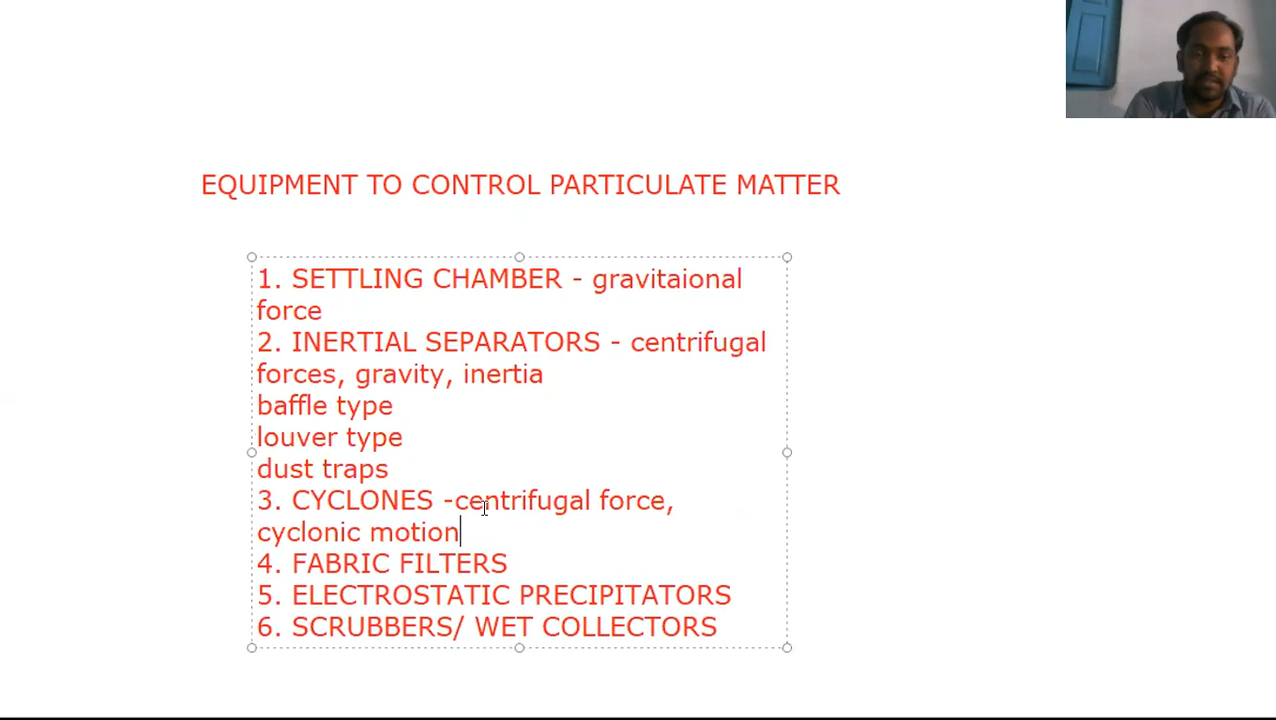 EQUIPMENT TO CONTROL PARTICULATE MATTER
1. SETTLING CHAMBER - gravitaional
force
2. INERTIAL SEPARATORS - centrifugal
forces, gravity, inertia
baffle type
louver type
dust traps
3. CYCLONES -centrifugal force,
cyclonic motion
4. FABRIC FILTERS
5. ELECTROSTATIC PRECIPITATORS
6. SCRUBBERS/ WET COLLECTORS